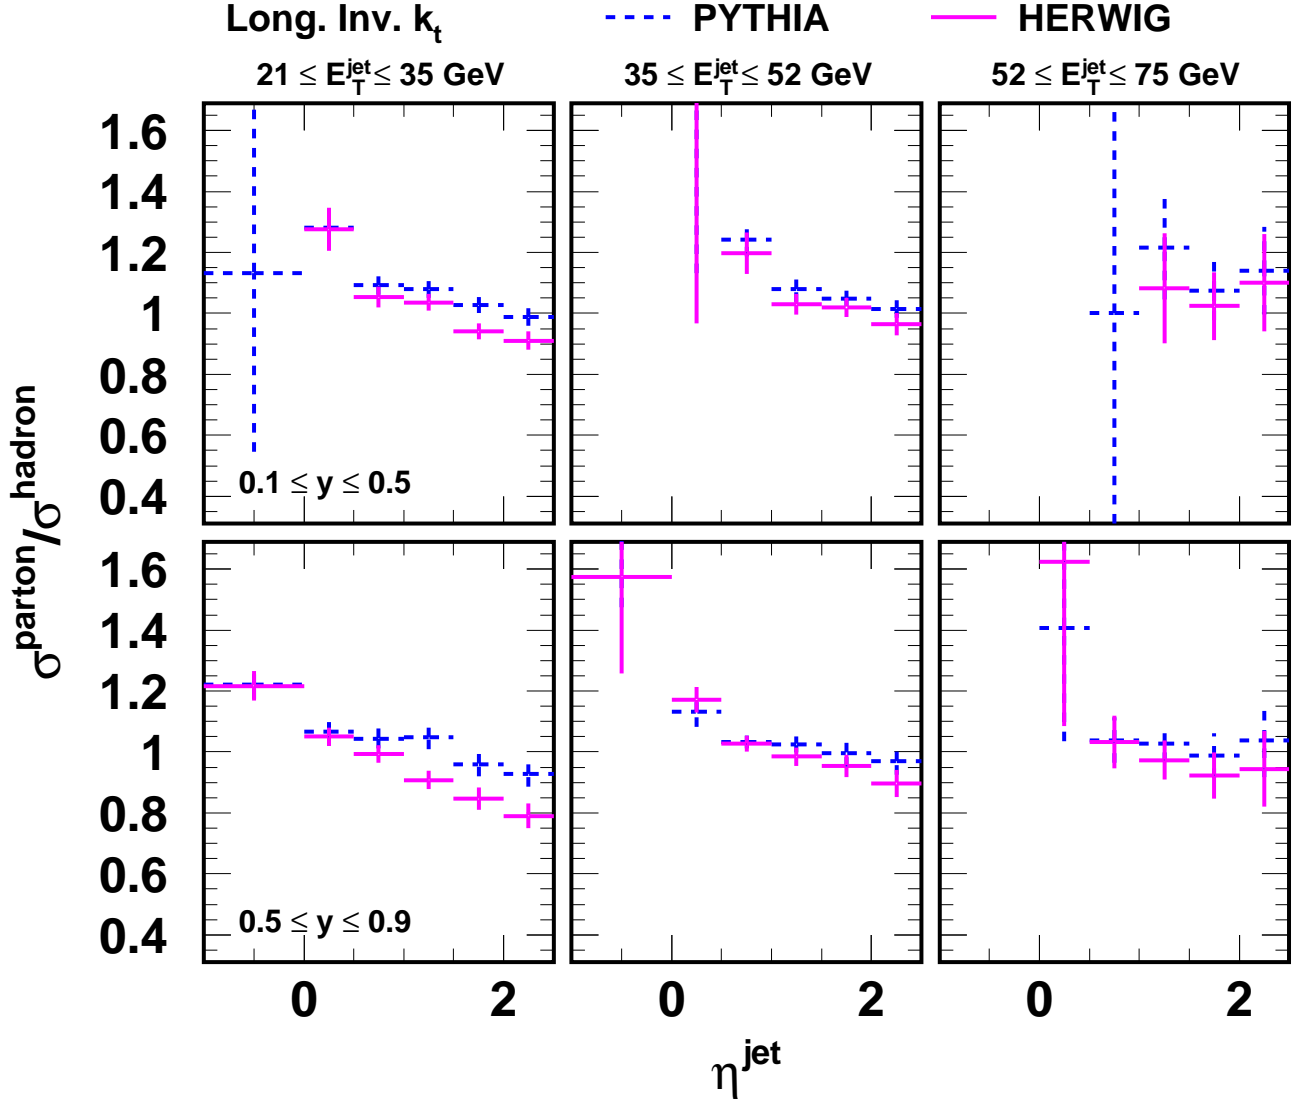 Long. Inv. kt PYTHIA HERWIG
21 ≤ E_T^jet ≤ 35 GeV 35 ≤ E_T^jet ≤ 52 GeV 52 ≤ E_T^jet ≤ 75 GeV
1.6
1.4
1.2
1
0.8
0.6
0.4
0.1 ≤ y ≤ 0.5
σ^parton/σ^hadron
1.6
1.4
1.2
1
0.8
0.6
0.4
0.5 ≤ y ≤ 0.9
0 2 0 2 0 2
η^jet